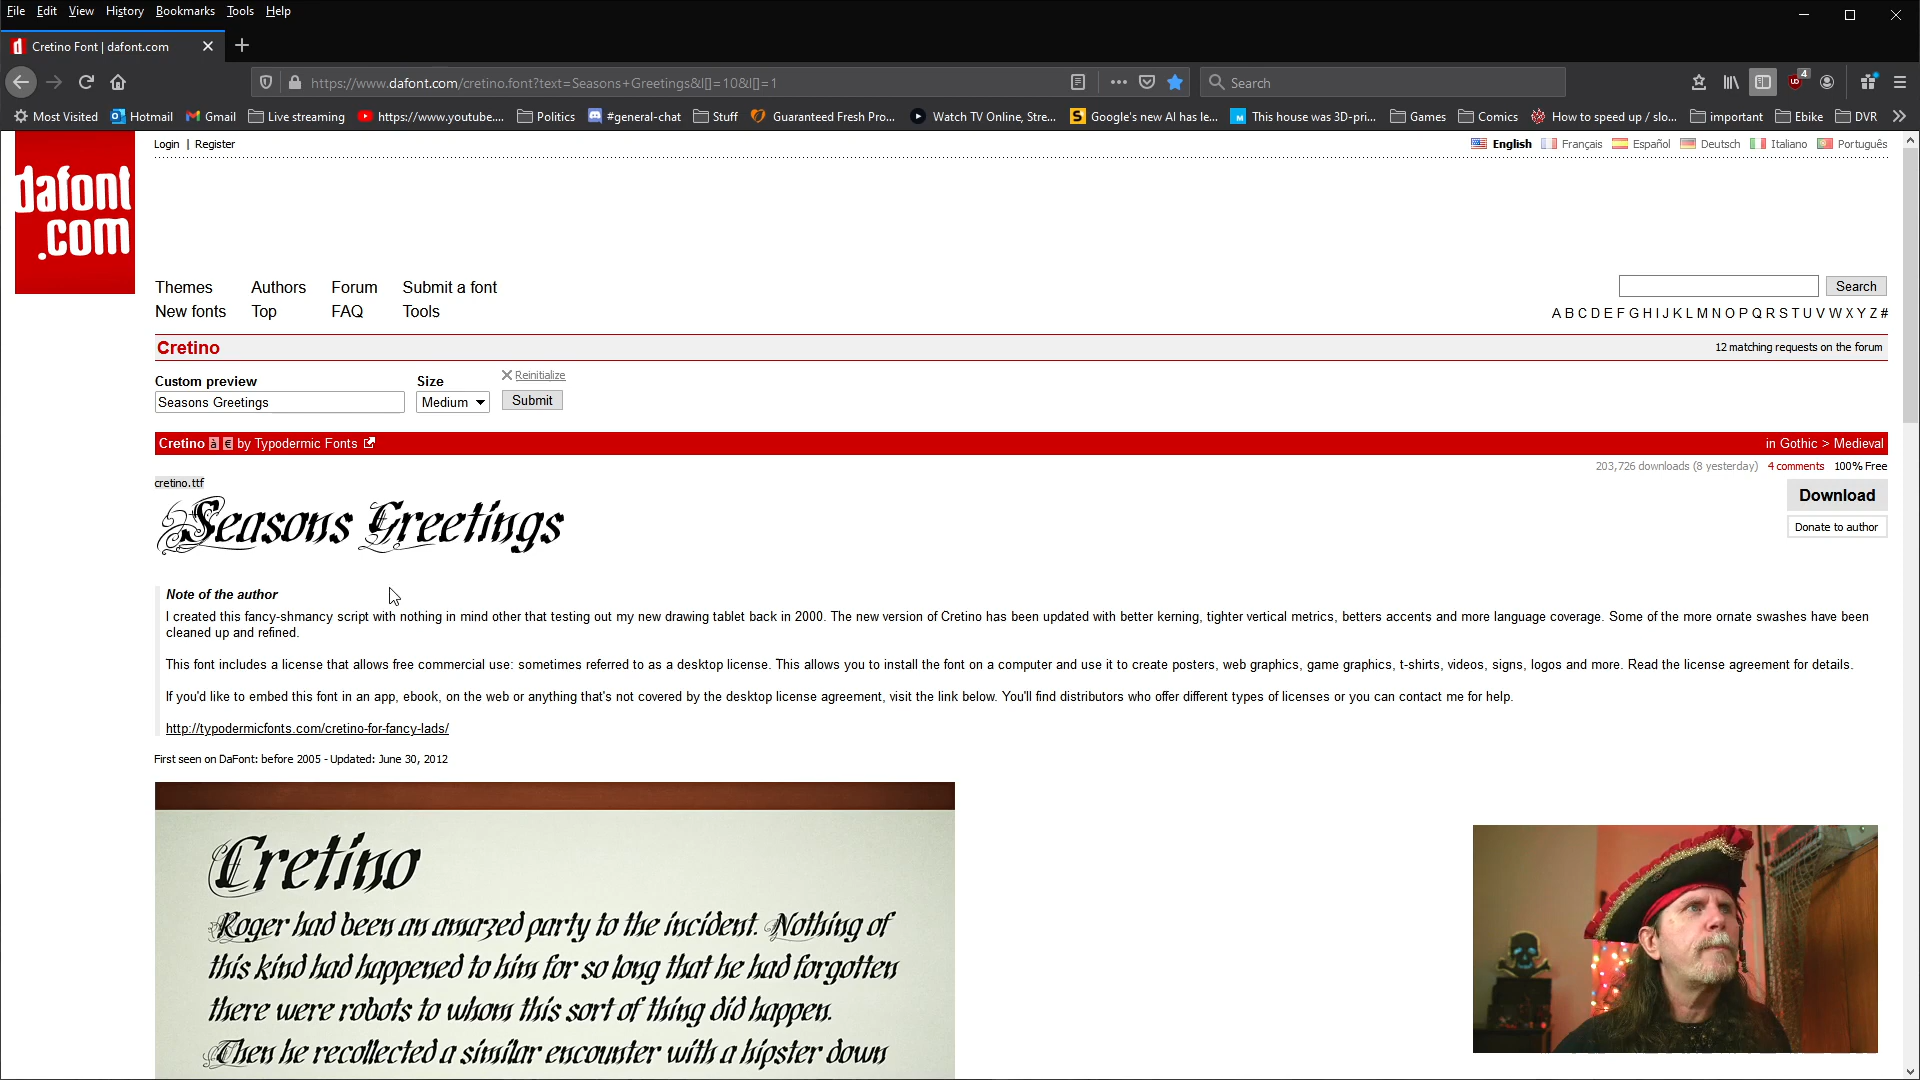 File Edit View History Bookmarks Tools Help
Cretino Font | dafont.com
https://www.dafont.com/cretino.font?text=Seasons+Greetings&l[]=10&l[]=1
Search
4
Most Visited Hotmail Gmail Live streaming https://www.youtube.... Politics #general-chat Stuff Guaranteed Fresh Pro... Watch TV Online, Stre... Google's new AI has le... This house was 3D-pri... Games Comics How to speed up / slo... important Ebike DVR
dafont
.com
Login | Register
English Français Español Deutsch Italiano Português
Themes Authors Forum Submit a font
New fonts Top FAQ Tools
Search
A B C D E F G H I J K L M N O P Q R S T U V W X Y Z #
Cretino
12 matching requests on the forum
Custom preview Size Reinitialize
Seasons Greetings Medium Submit
Cretino à € by Typodermic Fonts in Gothic > Medieval
203,726 downloads (8 yesterday) 4 comments 100% Free
cretino.ttf
Seasons Greetings
Download
Donate to author
Note of the author
I created this fancy-shmancy script with nothing in mind other that testing out my new drawing tablet back in 2000. The new version of Cretino has been updated with better kerning, tighter vertical metrics, betters accents and more language coverage. Some of the more ornate swashes have been
cleaned up and refined.
This font includes a license that allows free commercial use: sometimes referred to as a desktop license. This allows you to install the font on a computer and use it to create posters, web graphics, game graphics, t-shirts, videos, signs, logos and more. Read the license agreement for details.
If you'd like to embed this font in an app, ebook, on the web or anything that's not covered by the desktop license agreement, visit the link below. You'll find distributors who offer different types of licenses or you can contact me for help.
http://typodermicfonts.com/cretino-for-fancy-lads/
First seen on DaFont: before 2005 - Updated: June 30, 2012
Cretino
Roger had been an amazed party to the incident. Nothing of
this kind had happened to him for so long that he had forgotten
there were robots to whom this sort of thing did happen.
Then he recollected a similar encounter with a hipster down